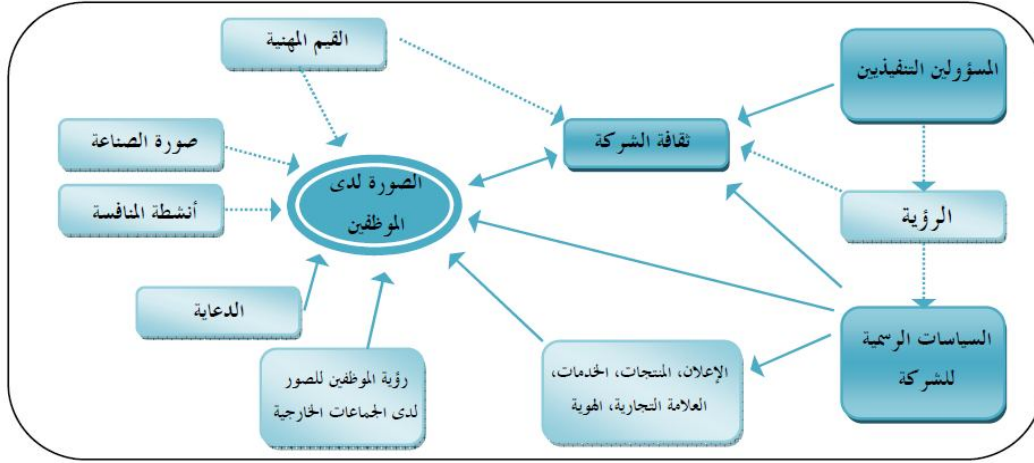 القيم المهنية
المسؤولين التنفيذيين
صورة الصناعة
ثقافة الشركة
الصورة لدى
الموظفين
أنشطة المنافسة
الرؤية
الدعاية
السياسات الرسمية
للشركة
رؤية الموظفين للصور
لدى الجماعات الخارجية
الإعلان، المنتجات، الخدمات،
العلامة التجارية، الهوية